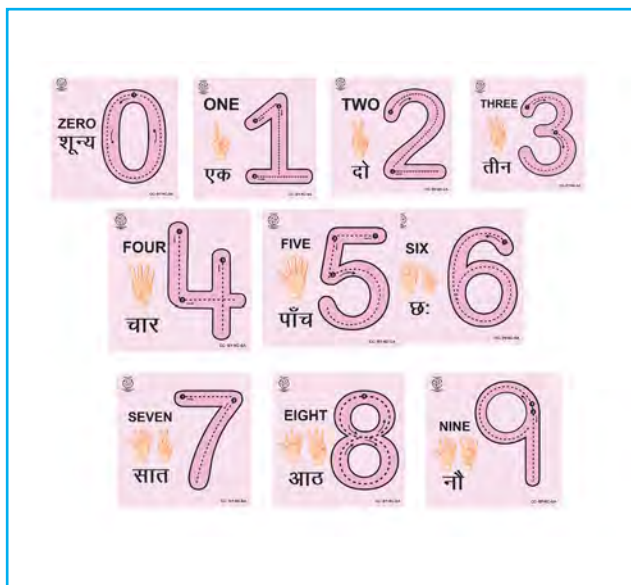 ZERO
शून्य
0
ONE
एक
1
TWO
दो
2
THREE
तीन
3
FOUR
चार
4
FIVE
पाँच
5
SIX
छ:
6
SEVEN
सात
7
EIGHT
आठ
8
NINE
नौ
9